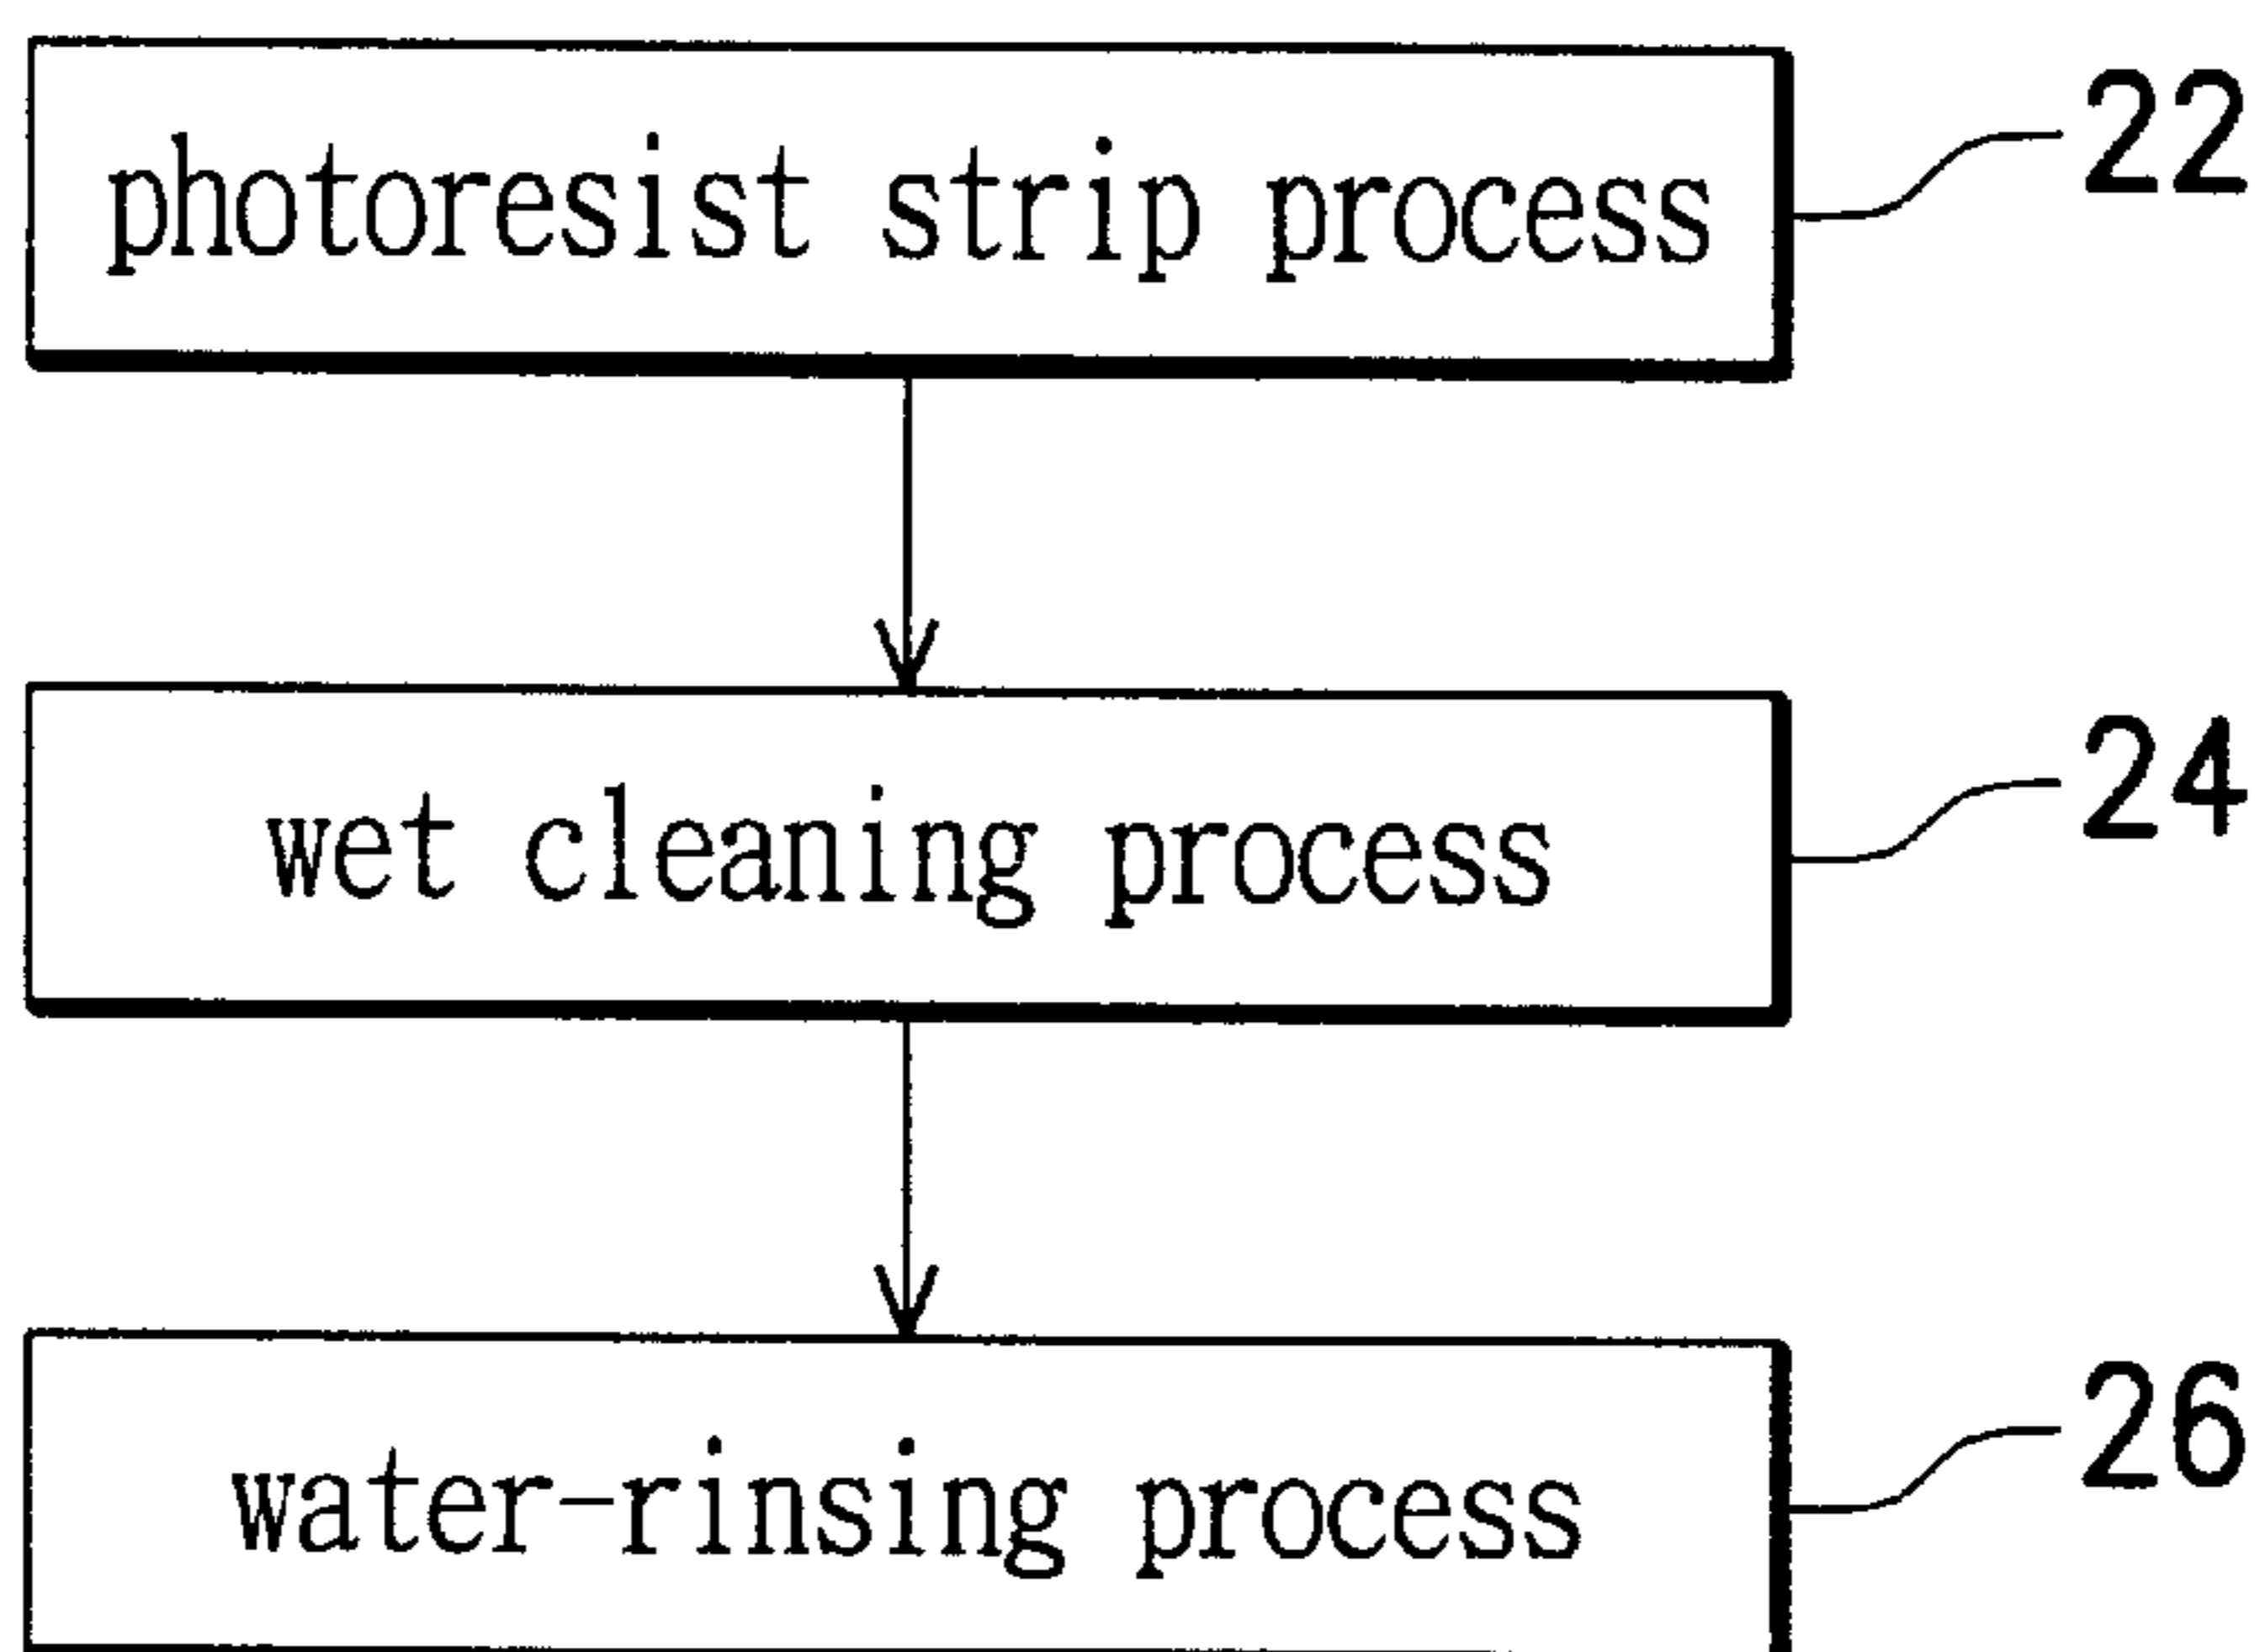 photoresist strip process 22
wet cleaning process 24
water-rinsing process 26